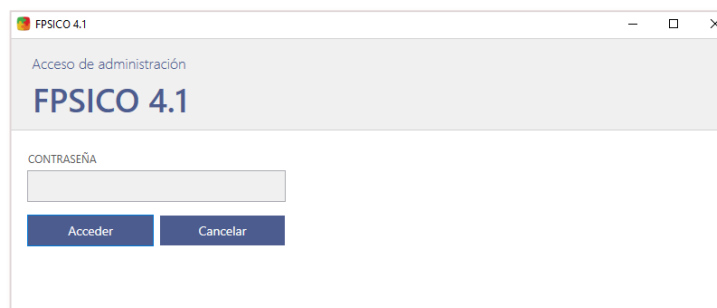 FPSICO 4.1
Acceso de administración
FPSICO 4.1
CONTRASEÑA
Acceder Cancelar